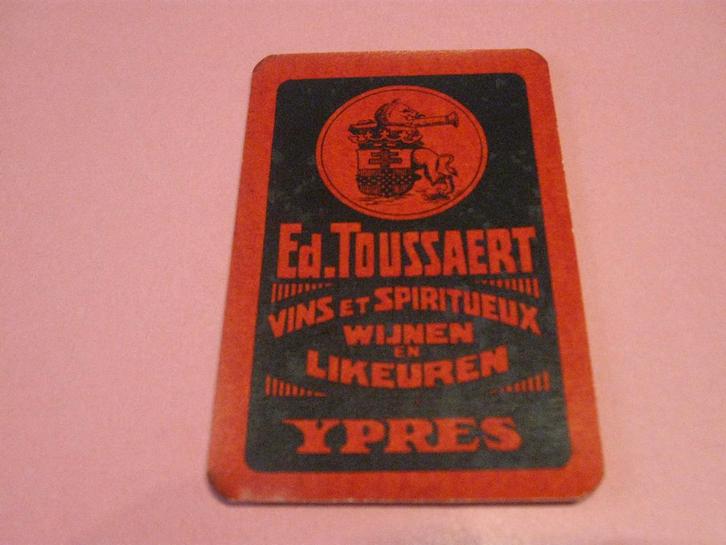 Ed. TOUSSAERT
VINS ET SPIRITUEUX
WIJNEN
EN
LIKEUREN
YPRES